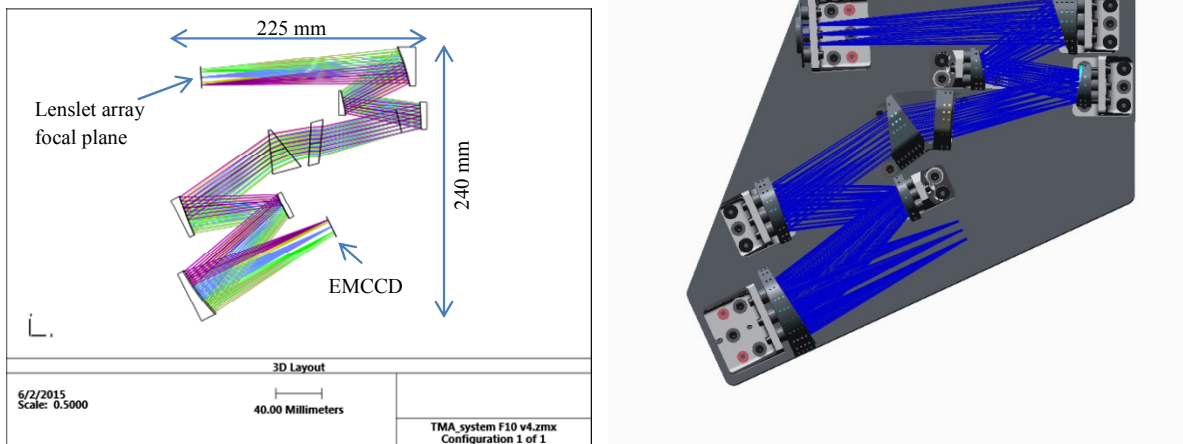 225 mm
Lenslet array
focal plane
240 mm
EMCCD
3D Layout
6/2/2015
Scale: 0.5000
40.00 Millimeters
TMA_system F10 v4.zmx
Configuration 1 of 1